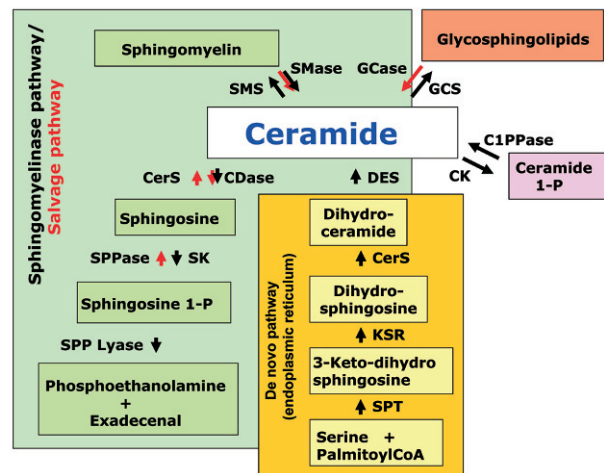 Sphingomyelinase pathway/
Salvage pathway
Sphingomyelin
Glycosphingolipids
SMase
GCase
SMS
GCS
Ceramide
C1PPase
CK
Ceramide
1-P
CerS
CDase
DES
Sphingosine
Dihydro-
ceramide
SPPase
SK
CerS
Sphingosine 1-P
Dihydro-
sphingosine
SPP Lyase
KSR
Phosphoethanolamine
+
Exadecenal
3-Keto-dihydro
sphingosine
SPT
Serine +
PalmitoylCoA
De novo pathway
(endoplasmic reticulum)